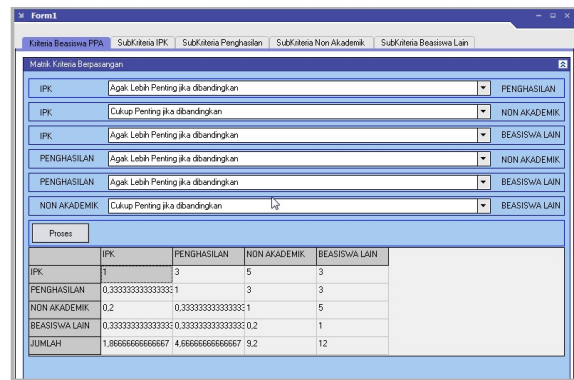 Form1
Kriteria Beasiswa PPA SubKriteria IPK SubKriteria Penghasilan SubKriteria Non Akademik SubKriteria Beasiswa Lain
Matrik Kriteria Berpasangan
IPK Agak Lebih Penting jika dibandingkan PENGHASILAN
IPK Cukup Penting jika dibandingkan NON AKADEMIK
IPK Agak Lebih Penting jika dibandingkan BEASISWA LAIN
PENGHASILAN Agak Lebih Penting jika dibandingkan NON AKADEMIK
PENGHASILAN Agak Lebih Penting jika dibandingkan BEASISWA LAIN
NON AKADEMIK Cukup Penting jika dibandingkan BEASISWA LAIN
Proses
IPK PENGHASILAN NON AKADEMIK BEASISWA LAIN
IPK 1 3 5 3
PENGHASILAN 0,333333333333333 1 3 3
NON AKADEMIK 0,2 0,333333333333333 1 5
BEASISWA LAIN 0,333333333333333 0,333333333333333 0,2 1
JUMLAH 1,86666666666667 4,66666666666667 9,2 12